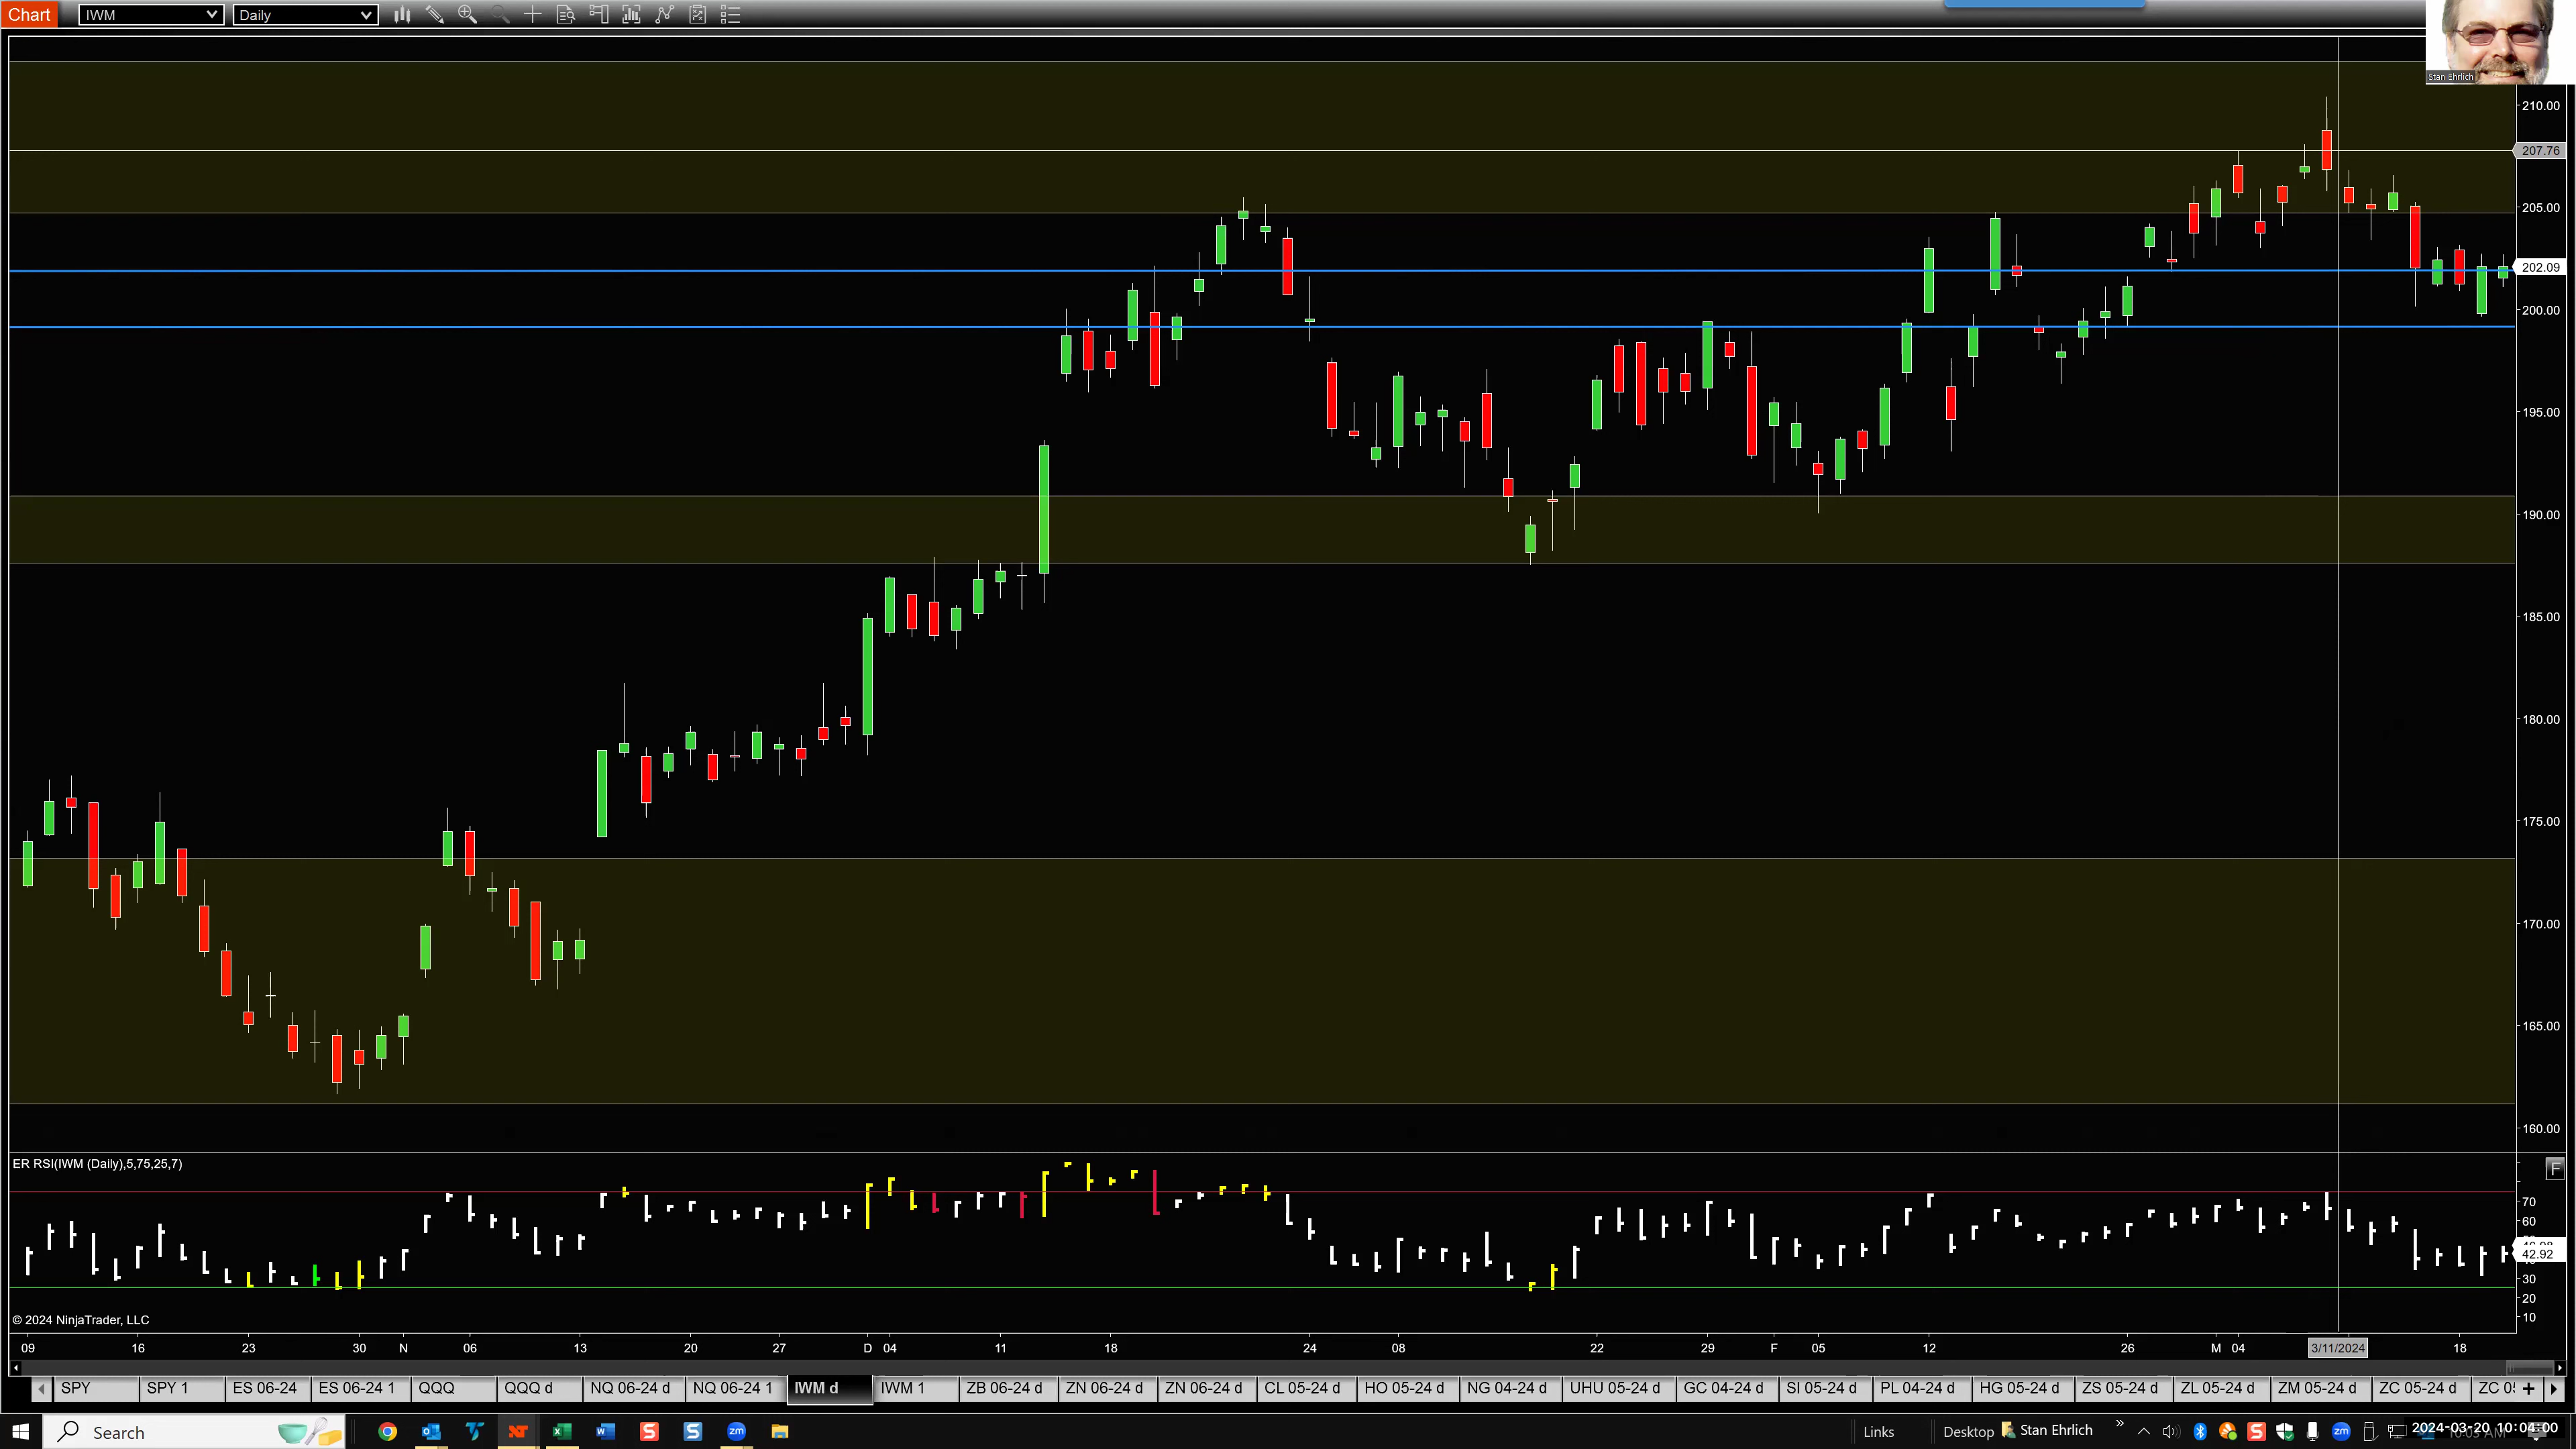 Chart IWM Daily
Stan Ehrlich
210.00
207.76
205.00
202.09
200.00
195.00
190.00
185.00
180.00
175.00
170.00
165.00
160.00
ER RSI(IWM (Daily),5,75,25,7)
F
70
60
42.92
30
20
10
© 2024 NinjaTrader, LLC
09 16 23 30 N 06 13 20 27 D 04 11 18 24 08 22 29 F 05 12 26 M 04 3/11/2024 18
SPY SPY 1 ES 06-24 ES 06-24 1 QQQ QQQ d NQ 06-24 d NQ 06-24 1 IWM d IWM 1 ZB 06-24 d ZN 06-24 d ZN 06-24 d CL 05-24 d HO 05-24 d NG 04-24 d UHU 05-24 d GC 04-24 d SI 05-24 d PL 04-24 d HG 05-24 d ZS 05-24 d ZL 05-24 d ZM 05-24 d ZC 05-24 d ZC 0
Search Links Desktop Stan Ehrlich 2024-03-20 10:04:00